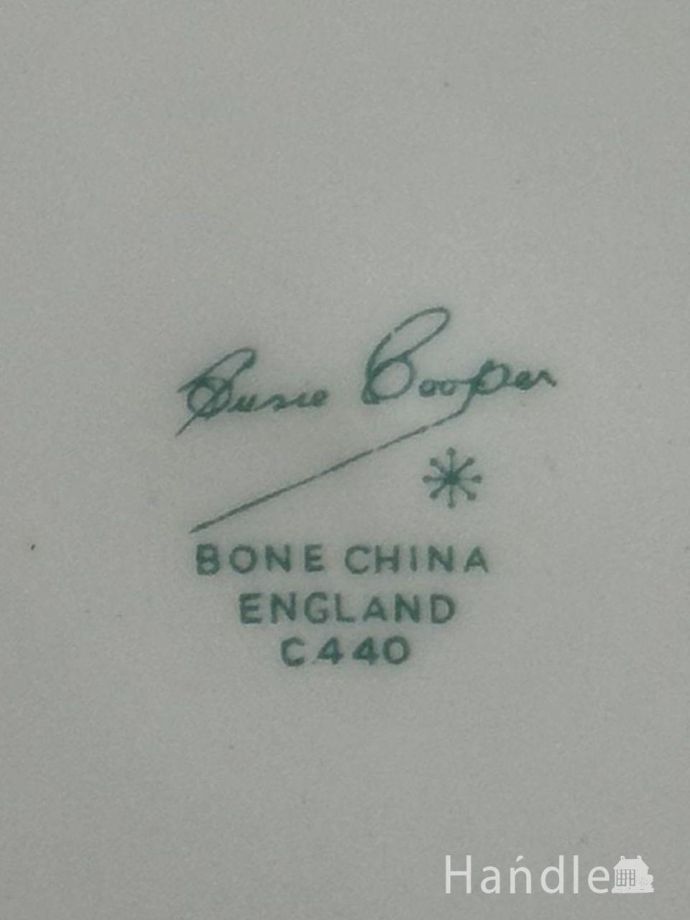 Susie Cooper
BONE CHINA
ENGLAND
C440
Handle